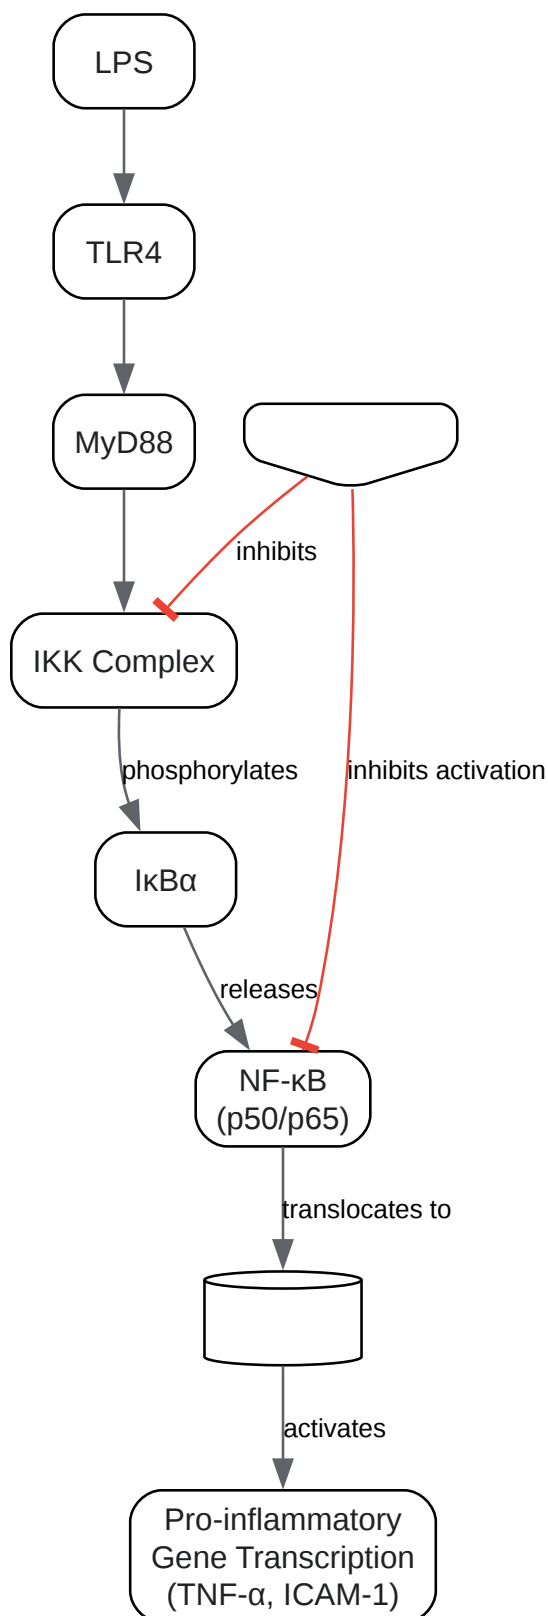 LPS
TLR4
MyD88
inhibits
IKK Complex
phosphorylates
inhibits activation
IκBα
releases
NF-κB
(p50/p65)
translocates to
activates
Pro-inflammatory
Gene Transcription
(TNF-α, ICAM-1)